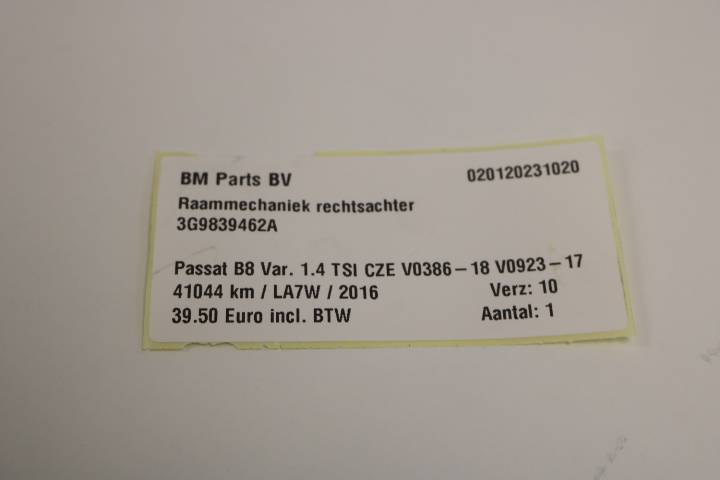 BM Parts BV 020120231020
Raammechaniek rechtsachter
3G9839462A
Passat B8 Var. 1.4 TSI CZE V0386-18 V0923-17
41044 km / LA7W / 2016 Verz: 10
39.50 Euro incl. BTW Aantal: 1